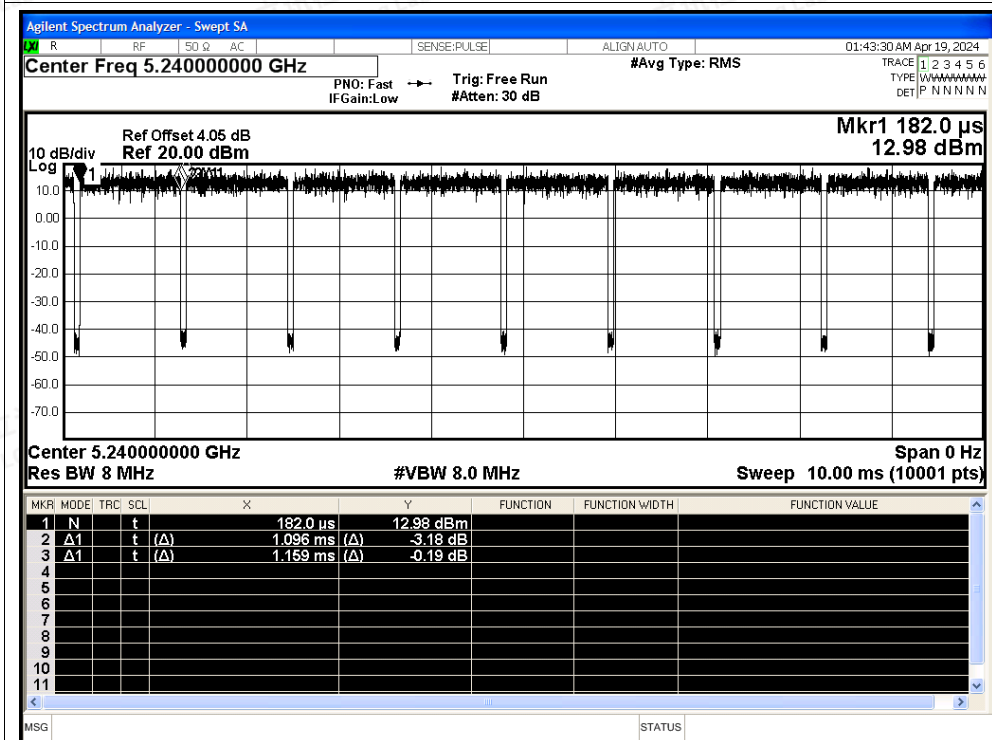 Agilent Spectrum Analyzer - Swept SA
LXI R RF 50 Ω AC SENSE:PULSE ALIGN AUTO 01:43:30 AM Apr 19, 2024
Center Freq 5.240000000 GHz #Avg Type: RMS TRACE 1 2 3 4 5 6
PNO: Fast Trig: Free Run TYPE W
IFGain:Low #Atten: 30 dB DET P N N N N N
Mkr1 182.0 µs
Ref Offset 4.05 dB
10 dB/div Ref 20.00 dBm 12.98 dBm
Log
1
10.0
0.00
-10.0
-20.0
-30.0
-40.0
-50.0
-60.0
-70.0
Center 5.240000000 GHz Span 0 Hz
Res BW 8 MHz #VBW 8.0 MHz Sweep 10.00 ms (10001 pts)
MKR MODE TRC SCL X Y FUNCTION FUNCTION WIDTH FUNCTION VALUE
1 N t 182.0 µs 12.98 dBm
2 Δ1 t (Δ) 1.096 ms (Δ) -3.18 dB
3 Δ1 t (Δ) 1.159 ms (Δ) -0.19 dB
4
5
6
7
8
9
10
11
MSG STATUS